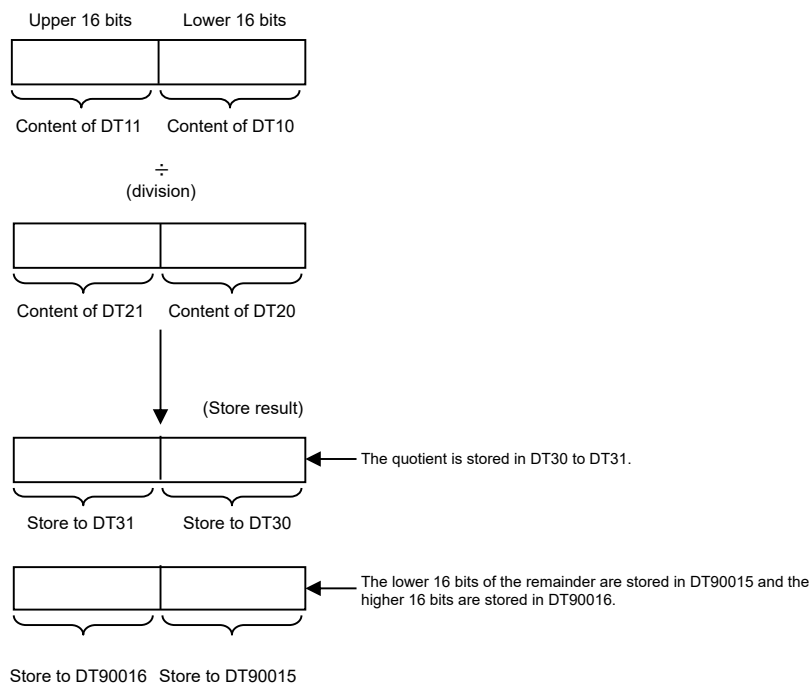 Upper 16 bits Lower 16 bits
Content of DT11 Content of DT10
÷
(division)
Content of DT21 Content of DT20
(Store result)
The quotient is stored in DT30 to DT31.
Store to DT31 Store to DT30
The lower 16 bits of the remainder are stored in DT90015 and the
higher 16 bits are stored in DT90016.
Store to DT90016 Store to DT90015